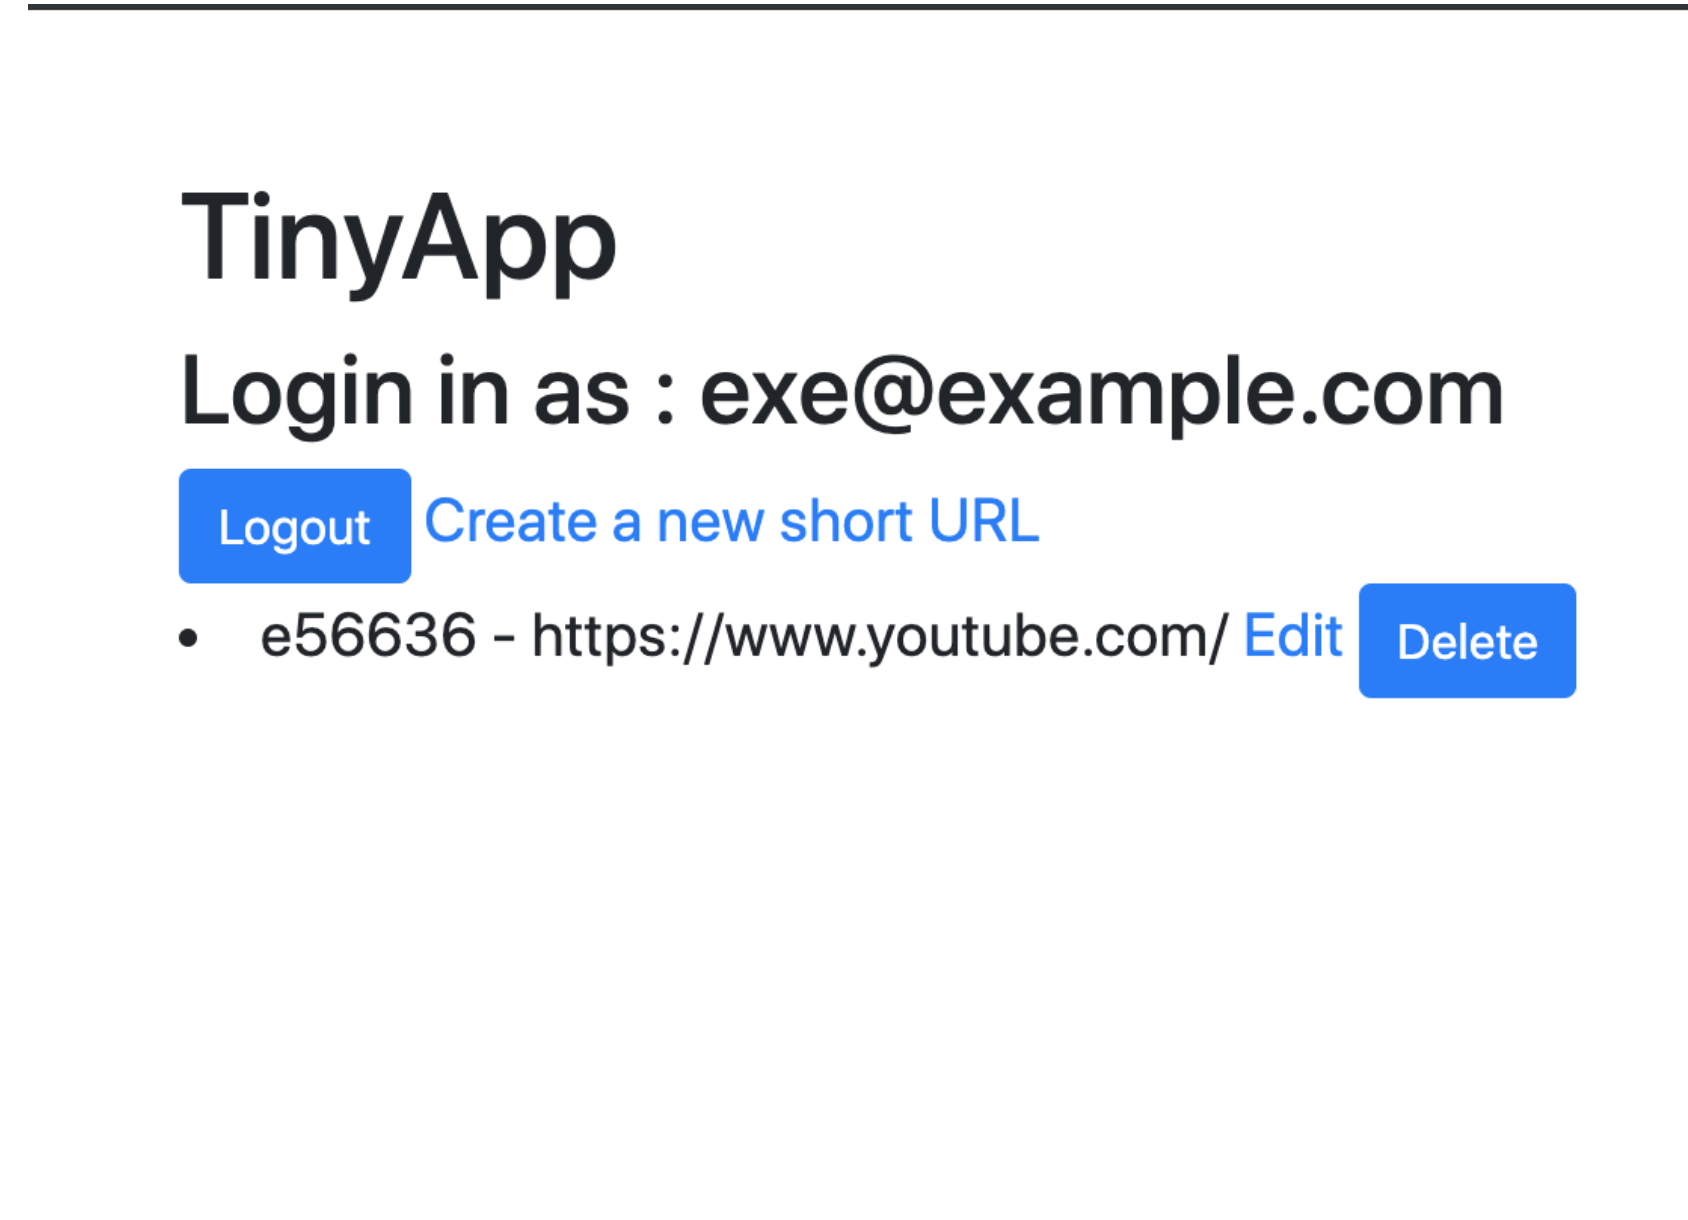 TinyApp
Login in as : exe@example.com
Logout Create a new short URL
• e56636 - https://www.youtube.com/ Edit Delete